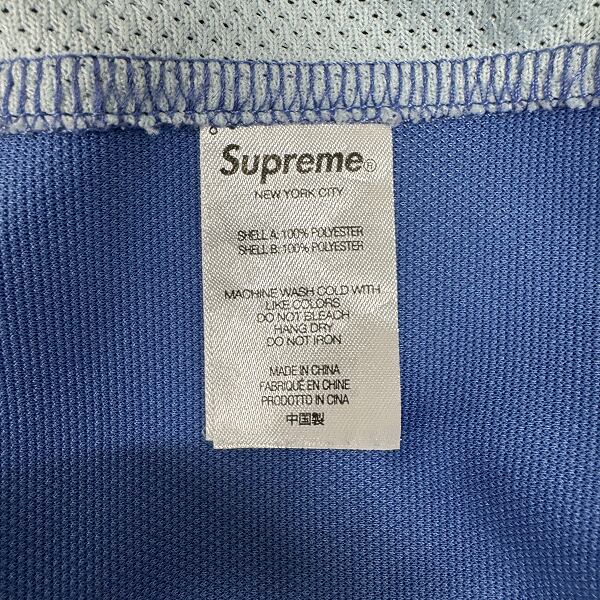 Supreme®
NEW YORK CITY
SHELL A: 100% POLYESTER
SHELL B: 100% POLYESTER
MACHINE WASH COLD WITH
LIKE COLORS
DO NOT BLEACH
HANG DRY
DO NOT IRON
MADE IN CHINA
FABRIQUÉ EN CHINE
PRODOTTO IN CINA
中国製